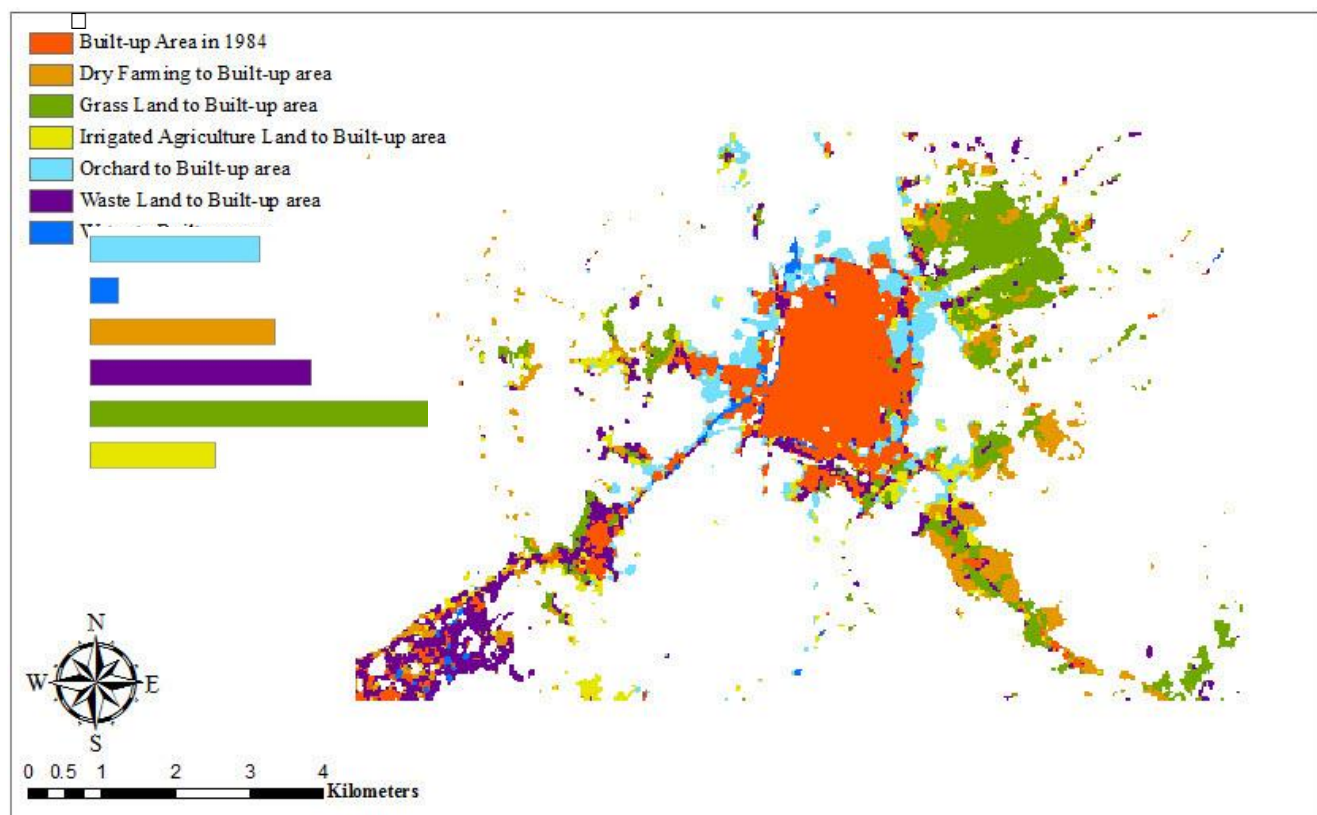 Built-up Area in 1984
Dry Farming to Built-up area
Grass Land to Built-up area
Irrigated Agriculture Land to Built-up area
Orchard to Built-up area
Waste Land to Built-up area
N
W E
S
0 0.5 1 2 3 4
Kilometers